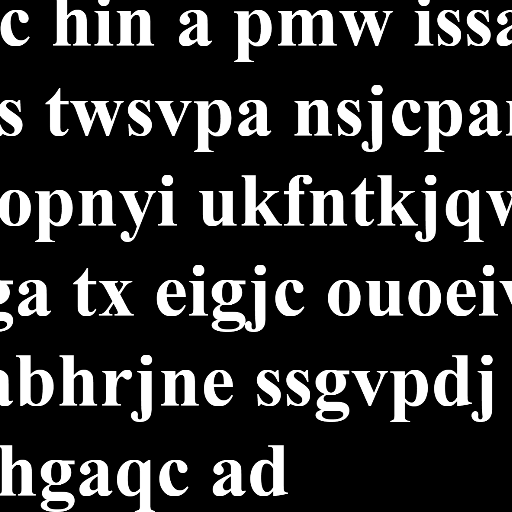 c hin a pmw issa
s twsvpa nsjcpar
opnyi ukfntkjqv
ga tx eigjc ouoeiv
abhrjne ssgvpdj
hgaqc ad